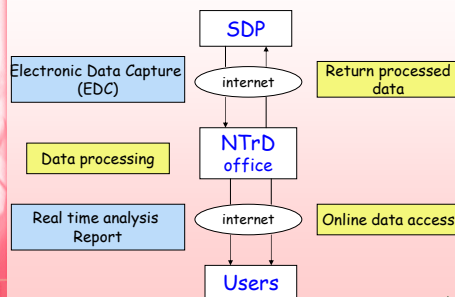 SDP
Electronic Data Capture
(EDC)
internet
Return processed
data
Data processing
NTrD
office
Real time analysis
Report
internet
Online data access
Users